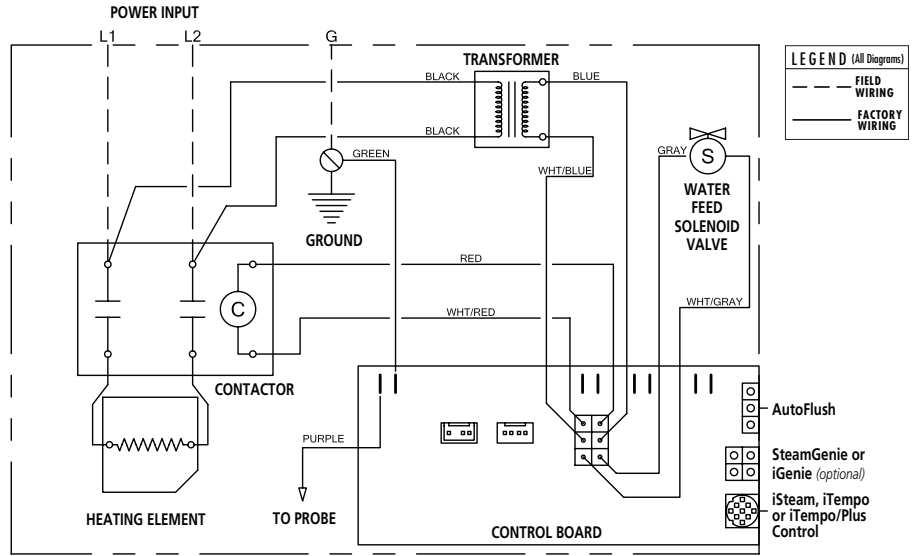 POWER INPUT
L1
L2
G
TRANSFORMER
BLACK
BLUE
BLACK
GREEN
WHT/BLUE
GRAY
S
WATER
FEED
SOLENOID
VALVE
LEGEND (All Diagrams)
FIELD
WIRING
FACTORY
WIRING
GROUND
RED
WHT/GRAY
C
WHT/RED
CONTACTOR
PURPLE
TO PROBE
HEATING ELEMENT
CONTROL BOARD
AutoFlush
SteamGenie or
iGenie (optional)
iSteam, iTempo
or iTempo/Plus
Control